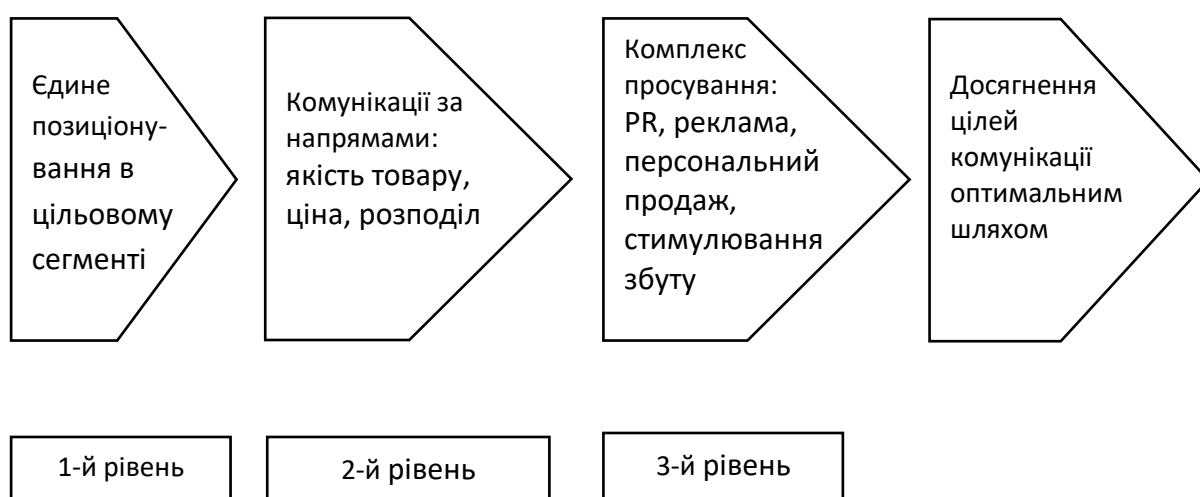 Єдине
позиціону-
вання в
цільовому
сегменті
Комунікації за
напрямами:
якість товару,
ціна, розподіл
Комплекс
просування:
PR, реклама,
персональний
продаж,
стимулювання
збуту
Досягнення
цілей
комунікації
оптимальним
шляхом
1-й рівень
2-й рівень
3-й рівень